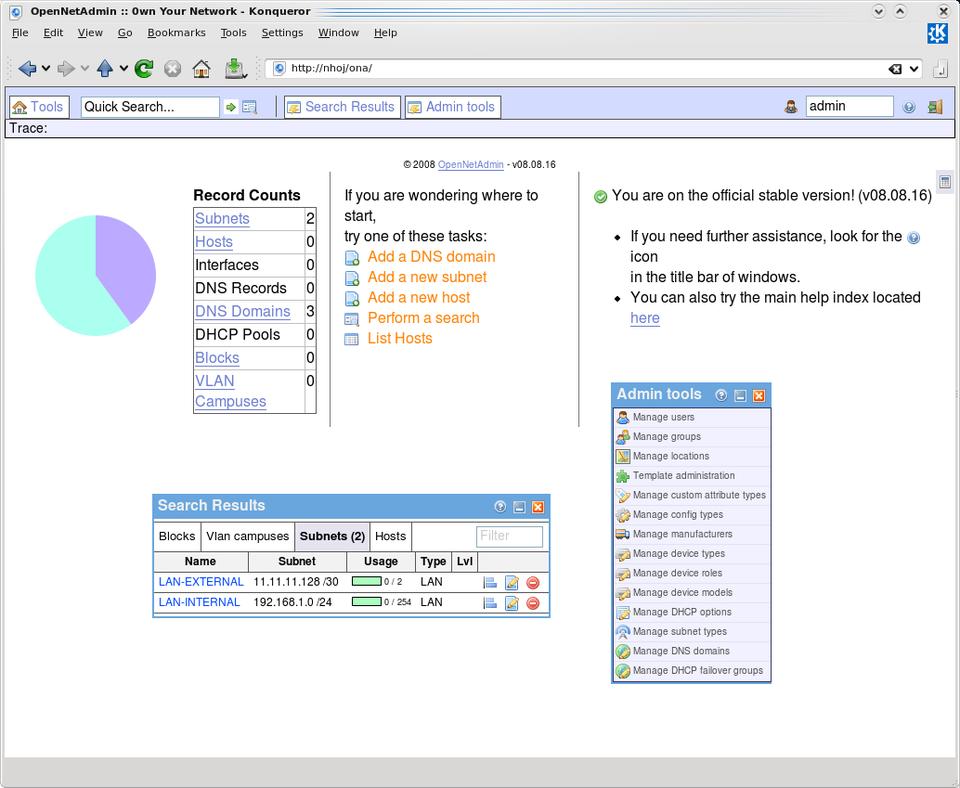 OpenNetAdmin :: 0wn Your Network - Konqueror
File Edit View Go Bookmarks Tools Settings Window Help
http://nhoj/ona/
Tools Quick Search... Search Results Admin tools admin
Trace:
© 2008 OpenNetAdmin - v08.08.16
Record Counts
Subnets 2
Hosts 0
Interfaces 0
DNS Records 0
DNS Domains 3
DHCP Pools 0
Blocks 0
VLAN 0
Campuses
If you are wondering where to
start,
try one of these tasks:
Add a DNS domain
Add a new subnet
Add a new host
Perform a search
List Hosts
You are on the official stable version! (v08.08.16)
If you need further assistance, look for the
icon
in the title bar of windows.
You can also try the main help index located
here
Admin tools
Manage users
Manage groups
Manage locations
Template administration
Manage custom attribute types
Manage config types
Manage manufacturers
Manage device types
Manage device roles
Manage device models
Manage DHCP options
Manage subnet types
Manage DNS domains
Manage DHCP failover groups
Search Results
Blocks Vlan campuses Subnets (2) Hosts Filter
Name Subnet Usage Type Lvl
LAN-EXTERNAL 11.11.11.128 /30 0 / 2 LAN
LAN-INTERNAL 192.168.1.0 /24 0 / 254 LAN